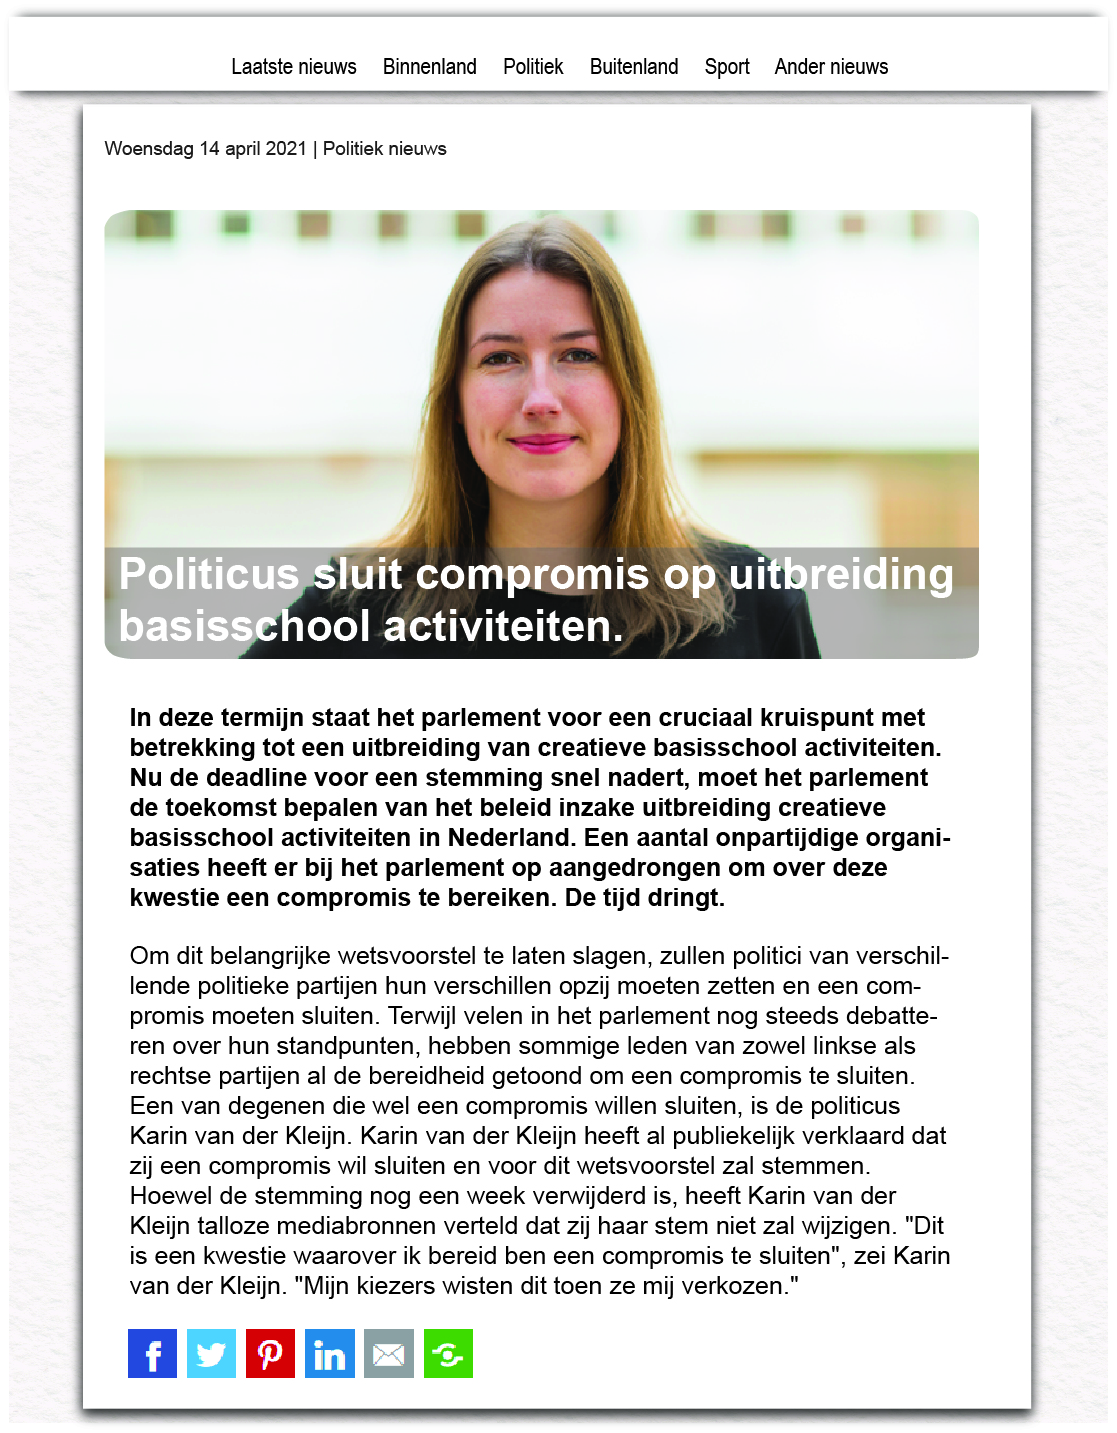 Laatste nieuws Binnenland Politiek Buitenland Sport Ander nieuws
Woensdag 14 april 2021 | Politiek nieuws
Politicus sluit compromis op uitbreiding
basisschool activiteiten.
In deze termijn staat het parlement voor een cruciaal kruispunt met
betrekking tot een uitbreiding van creatieve basisschool activiteiten.
Nu de deadline voor een stemming snel nadert, moet het parlement
de toekomst bepalen van het beleid inzake uitbreiding creatieve
basisschool activiteiten in Nederland. Een aantal onpartijdige organi-
saties heeft er bij het parlement op aangedrongen om over deze
kwestie een compromis te bereiken. De tijd dringt.
Om dit belangrijke wetsvoorstel te laten slagen, zullen politici van verschil-
lende politieke partijen hun verschillen opzij moeten zetten en een com-
promis moeten sluiten. Terwijl velen in het parlement nog steeds debatte-
ren over hun standpunten, hebben sommige leden van zowel linkse als
rechtse partijen al de bereidheid getoond om een compromis te sluiten.
Een van degenen die wel een compromis willen sluiten, is de politicus
Karin van der Kleijn. Karin van der Kleijn heeft al publiekelijk verklaard dat
zij een compromis wil sluiten en voor dit wetsvoorstel zal stemmen.
Hoewel de stemming nog een week verwijderd is, heeft Karin van der
Kleijn talloze mediabronnen verteld dat zij haar stem niet zal wijzigen. "Dit
is een kwestie waarover ik bereid ben een compromis te sluiten", zei Karin
van der Kleijn. "Mijn kiezers wisten dit toen ze mij verkozen."